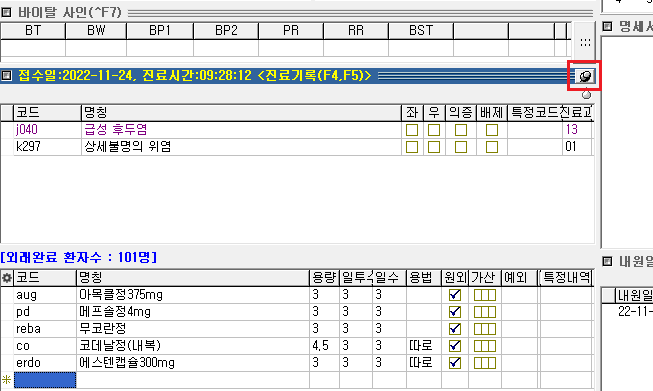 바이탈 사인(^F7)
명세서
BT BW BP1 BP2 PR RR BST
접수일:2022-11-24, 진료시간:09:28:12 <진료기록(F4,F5)>
코드 명칭 좌 우 의증 배제 특정코드 진료과
j040 급성 후두염 13
k297 상세불명의 위염 01
[외래완료 환자수 : 101명]
내원일
코드 명칭 용량 일투수 일수 용법 원외 가산 예외 특정내역
내원일
aug 아목클정375mg 3 3 3
22-11-
pd 메프솔정4mg 3 3 3
reba 무코란정 3 3 3
co 코데날정(내복) 4.5 3 3 따로
erdo 에스텐캡슐300mg 3 3 3 따로